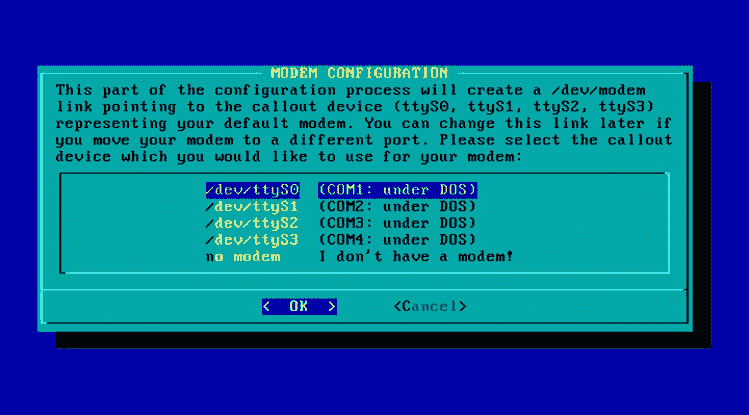 MODEM CONFIGURATION
This part of the configuration process will create a /dev/modem
link pointing to the callout device (ttyS0, ttyS1, ttyS2, ttyS3)
representing your default modem. You can change this link later if
you move your modem to a different port. Please select the callout
device which you would like to use for your modem:
/dev/ttyS0 (COM1: under DOS)
/dev/ttyS1 (COM2: under DOS)
/dev/ttyS2 (COM3: under DOS)
/dev/ttyS3 (COM4: under DOS)
no modem I don't have a modem!
< OK > <Cancel>